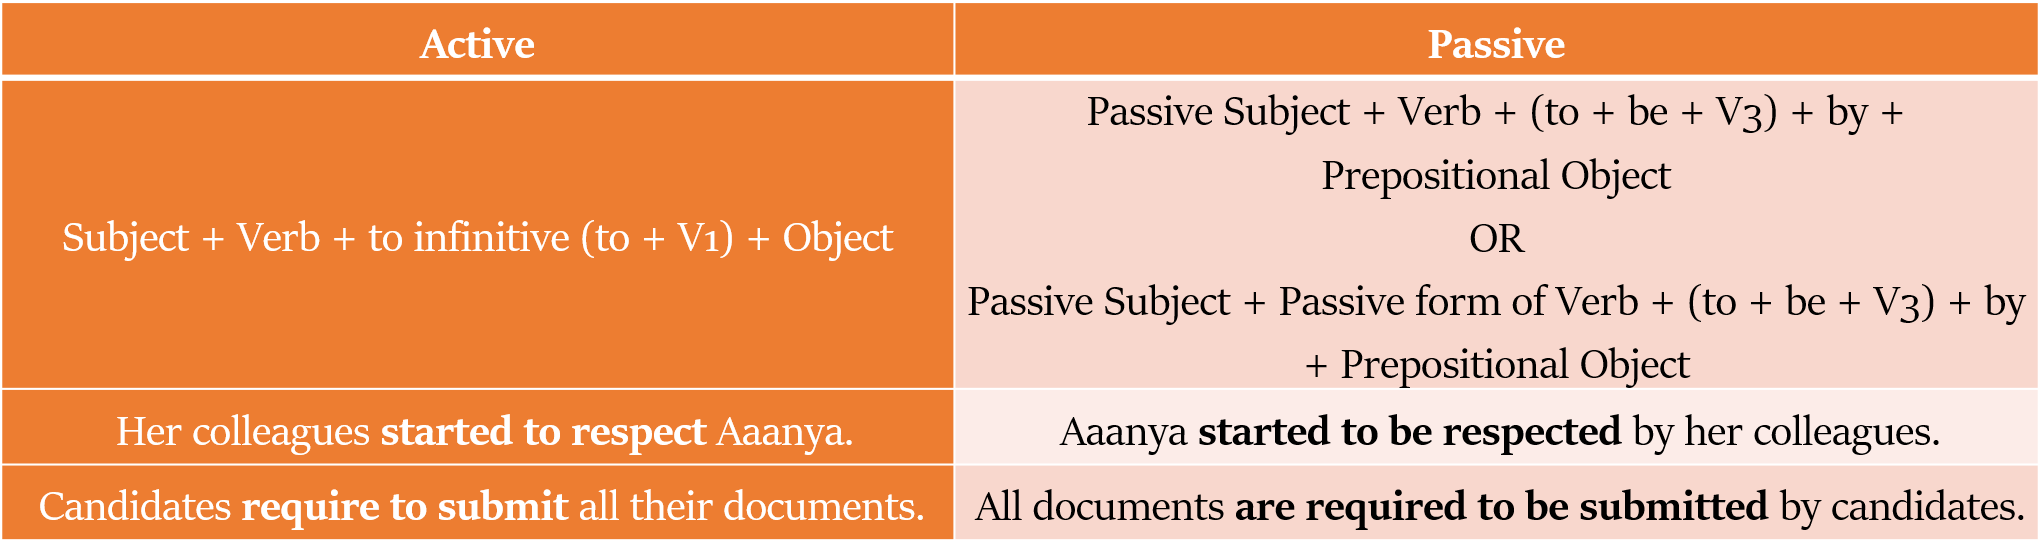 Active
Passive
Subject + Verb + to infinitive (to + V1) + Object
Passive Subject + Verb + (to + be + V3) + by +
Prepositional Object
OR
Passive Subject + Passive form of Verb + (to + be + V3) + by
+ Prepositional Object
Her colleagues started to respect Aaanya.
Aaanya started to be respected by her colleagues.
Candidates require to submit all their documents.
All documents are required to be submitted by candidates.